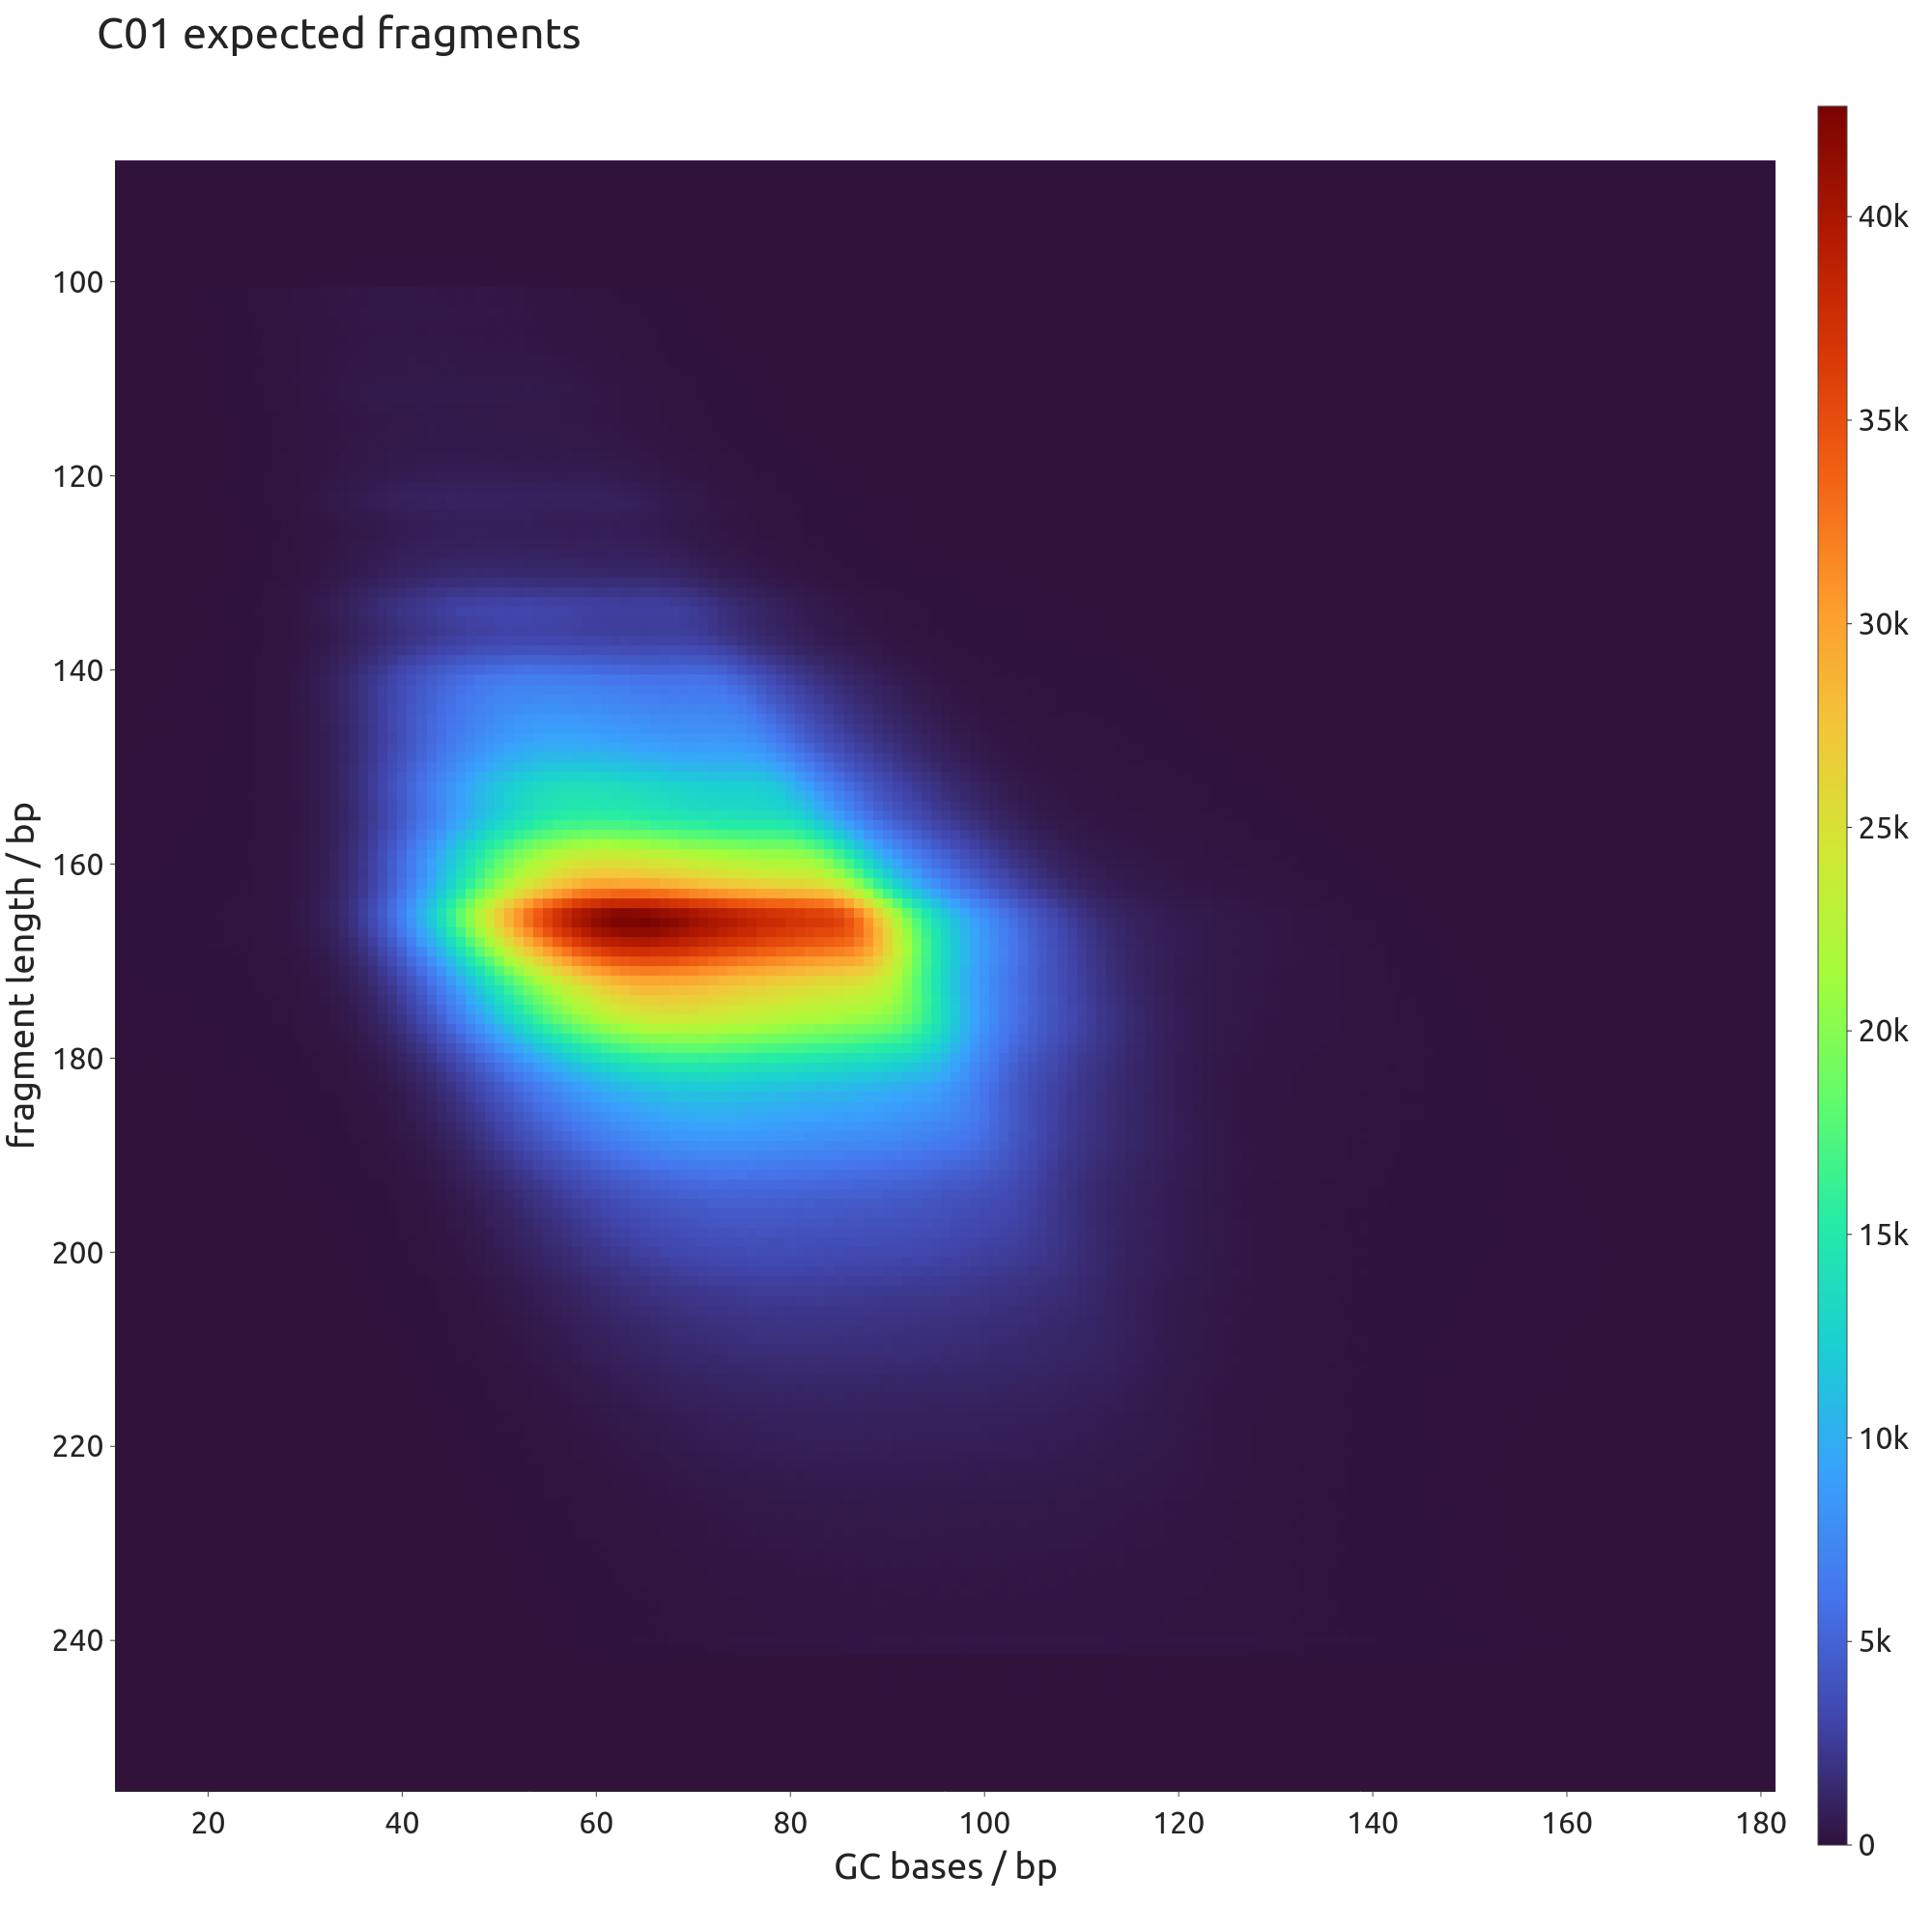 C01 expected fragments
40k
35k
30k
25k
20k
15k
10k
5k
0
fragment length / bp
100
120
140
160
180
200
220
240
20 40 60 80 100 120 140 160 180
GC bases / bp